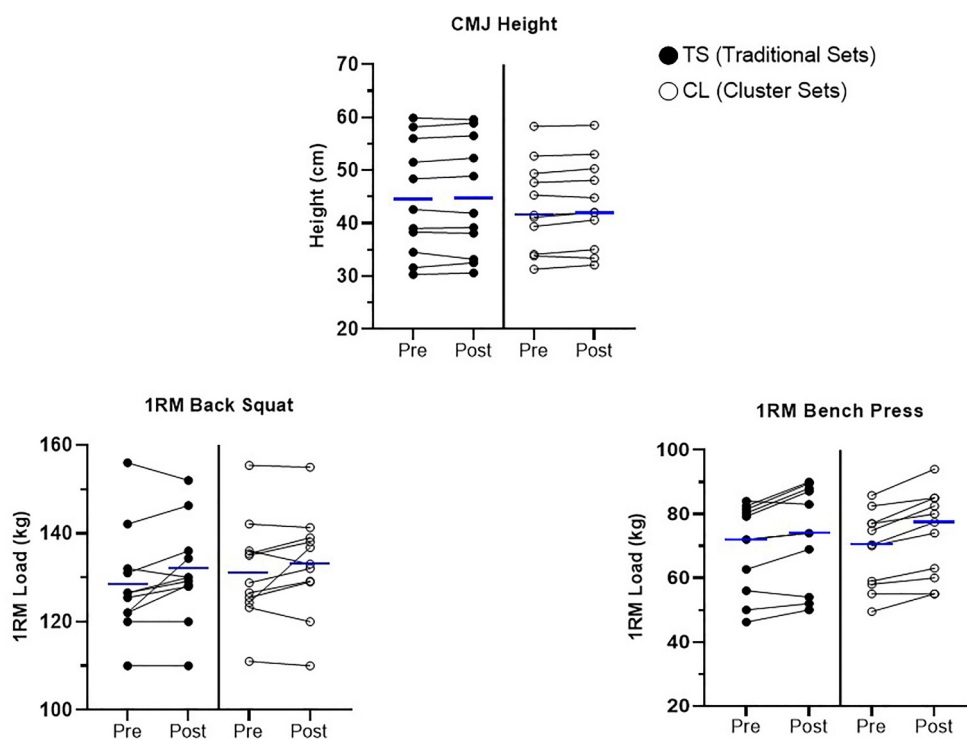 CMJ Height
TS (Traditional Sets)
CL (Cluster Sets)
Height (cm)
70
60
50
40
30
20
Pre
Post
Pre
Post
1RM Back Squat
1RM Load (kg)
160
140
120
100
Pre
Post
Pre
Post
1RM Bench Press
1RM Load (kg)
100
80
60
40
20
Pre
Post
Pre
Post